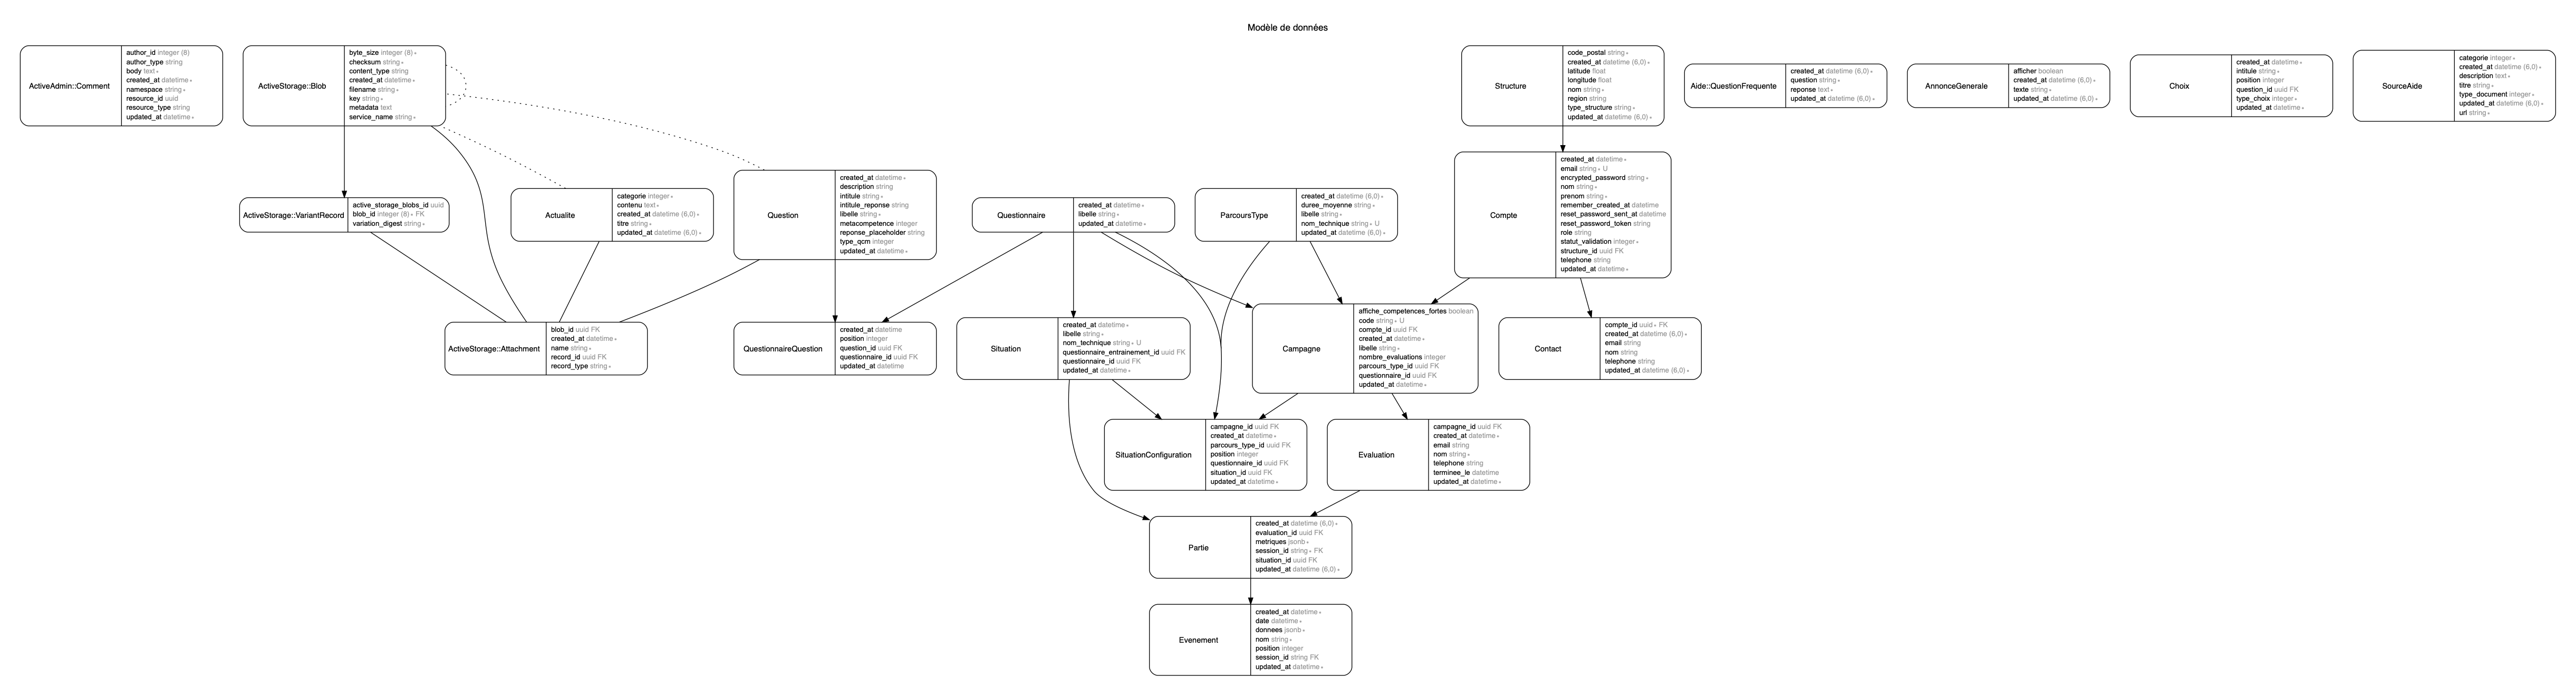 Modèle de données
ActiveAdmin::Comment
author_id integer (8)
author_type string
body text ∗
created_at datetime ∗
namespace string ∗
resource_id uuid
resource_type string
updated_at datetime ∗
ActiveStorage::Blob
byte_size integer (8) ∗
checksum string ∗
content_type string
created_at datetime ∗
filename string ∗
key string ∗
metadata text
service_name string ∗
Structure
code_postal string ∗
created_at datetime (6,0) ∗
latitude float
longitude float
nom string ∗
region string
type_structure string ∗
updated_at datetime (6,0) ∗
Aide::QuestionFrequente
created_at datetime (6,0) ∗
question string ∗
reponse text ∗
updated_at datetime (6,0) ∗
AnnonceGenerale
afficher boolean
created_at datetime (6,0) ∗
texte string ∗
updated_at datetime (6,0) ∗
Choix
created_at datetime ∗
intitule string ∗
position integer
question_id uuid FK
type_choix integer ∗
updated_at datetime ∗
SourceAide
categorie integer ∗
created_at datetime (6,0) ∗
description text ∗
titre string ∗
type_document integer ∗
updated_at datetime (6,0) ∗
url string ∗
ActiveStorage::VariantRecord
active_storage_blobs_id uuid
blob_id integer (8) ∗ FK
variation_digest string ∗
Actualite
categorie integer ∗
contenu text ∗
created_at datetime (6,0) ∗
titre string ∗
updated_at datetime (6,0) ∗
Question
created_at datetime ∗
description string
intitule string ∗
intitule_reponse string
libelle string ∗
metacompetence integer
reponse_placeholder string
type_qcm integer
updated_at datetime ∗
Questionnaire
created_at datetime ∗
libelle string ∗
updated_at datetime ∗
ParcoursType
created_at datetime (6,0) ∗
duree_moyenne string ∗
libelle string ∗
nom_technique string ∗ U
updated_at datetime (6,0) ∗
Compte
created_at datetime ∗
email string ∗ U
encrypted_password string ∗
nom string ∗
prenom string ∗
remember_created_at datetime
reset_password_sent_at datetime
reset_password_token string
role string
statut_validation integer ∗
structure_id uuid FK
telephone string
updated_at datetime ∗
ActiveStorage::Attachment
blob_id uuid FK
created_at datetime ∗
name string ∗
record_id uuid FK
record_type string ∗
QuestionnaireQuestion
created_at datetime
position integer
question_id uuid FK
questionnaire_id uuid FK
updated_at datetime
Situation
created_at datetime ∗
libelle string ∗
nom_technique string ∗ U
questionnaire_entrainement_id uuid FK
questionnaire_id uuid FK
updated_at datetime ∗
Campagne
affiche_competences_fortes boolean
code string ∗ U
compte_id uuid FK
created_at datetime ∗
libelle string ∗
nombre_evaluations integer
parcours_type_id uuid FK
questionnaire_id uuid FK
updated_at datetime ∗
Contact
compte_id uuid ∗ FK
created_at datetime (6,0) ∗
email string
nom string
telephone string
updated_at datetime (6,0) ∗
SituationConfiguration
campagne_id uuid FK
created_at datetime ∗
parcours_type_id uuid FK
position integer
questionnaire_id uuid FK
situation_id uuid FK
updated_at datetime ∗
Evaluation
campagne_id uuid FK
created_at datetime ∗
email string
nom string ∗
telephone string
terminee_le datetime
updated_at datetime ∗
Partie
created_at datetime (6,0) ∗
evaluation_id uuid FK
metriques jsonb ∗
session_id string ∗ FK
situation_id uuid FK
updated_at datetime (6,0) ∗
Evenement
created_at datetime ∗
date datetime ∗
donnees jsonb ∗
nom string ∗
position integer
session_id string FK
updated_at datetime ∗